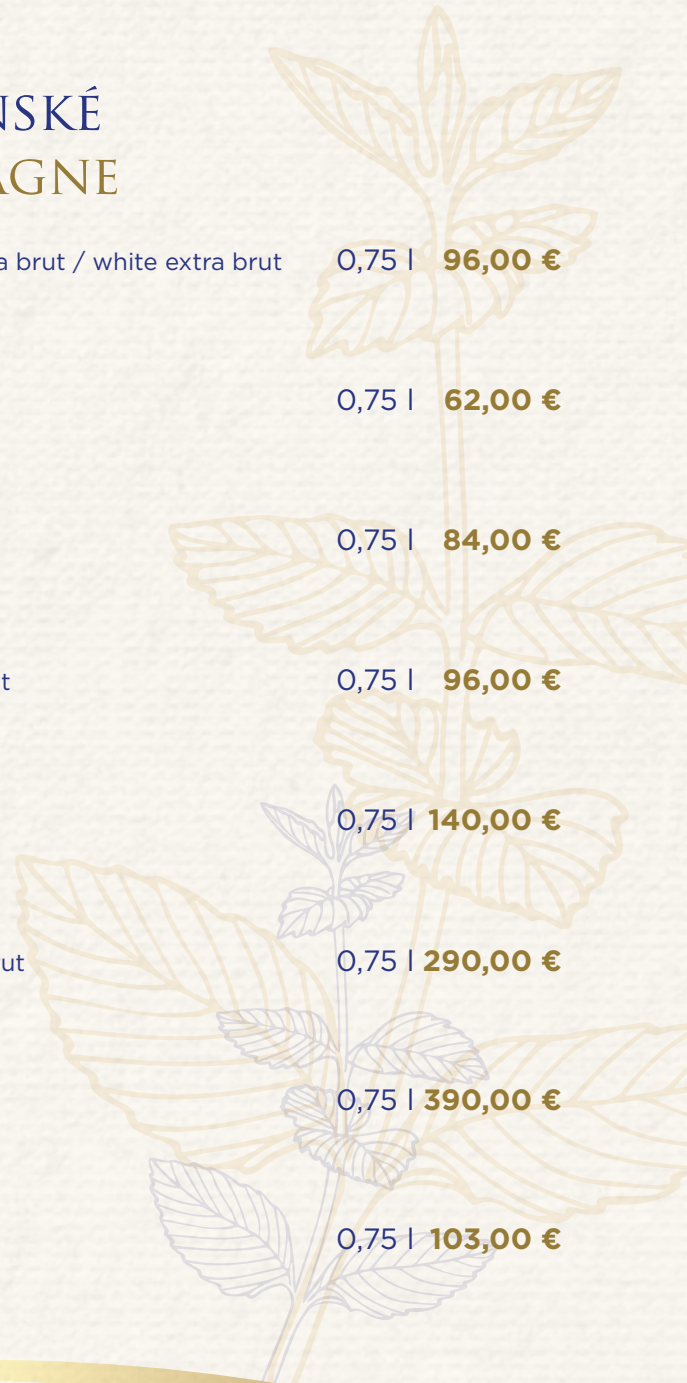 NSKÉ
AGNE
a brut / white extra brut 0,75 l 96,00 €
0,75 l 62,00 €
0,75 l 84,00 €
t 0,75 l 96,00 €
0,75 l 140,00 €
ut 0,75 l 290,00 €
0,75 l 390,00 €
0,75 l 103,00 €